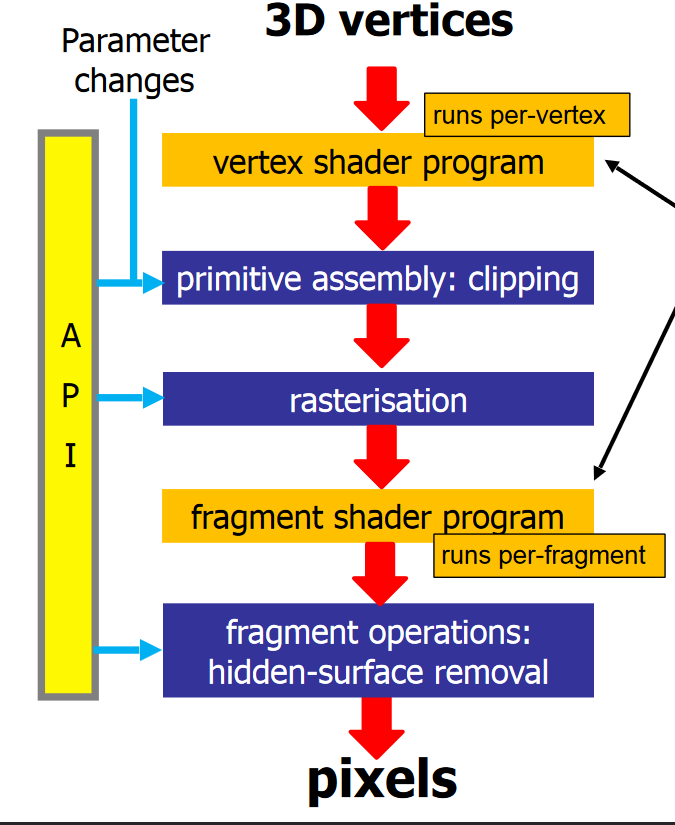 3D vertices
Parameter
changes
runs per-vertex
vertex shader program
primitive assembly: clipping
A
P
I
rasterisation
fragment shader program
runs per-fragment
fragment operations:
hidden-surface removal
pixels